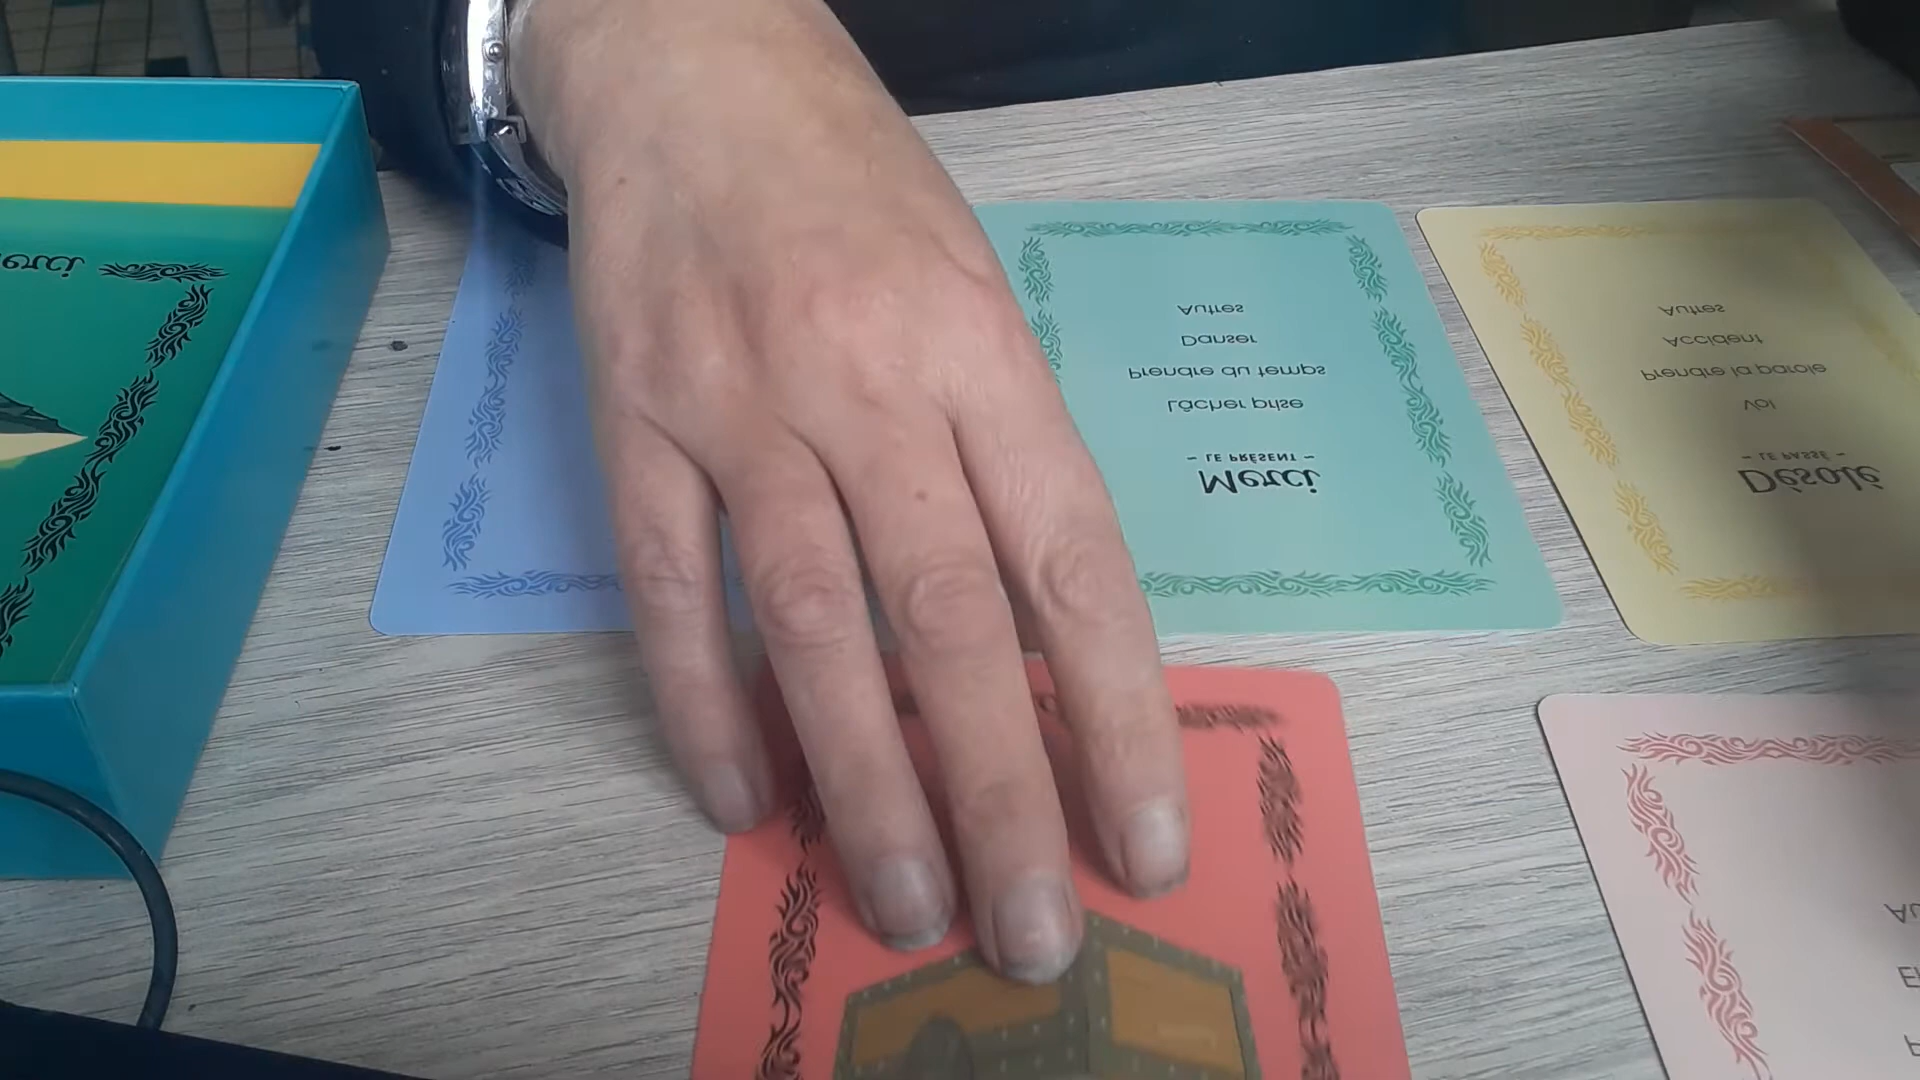 Merci
~ LE PRÉSENT ~
Lâcher prise
Prendre du temps
Danser
Autres
Désolé
~ LE PASSÉ ~
Vol
Prendre la parole
Accident
Autres